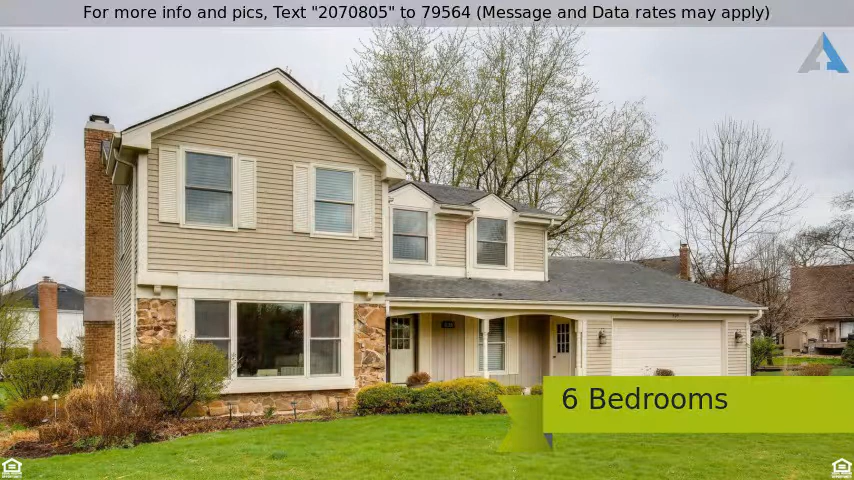 For more info and pics, Text "2070805" to 79564 (Message and Data rates may apply)
6 Bedrooms